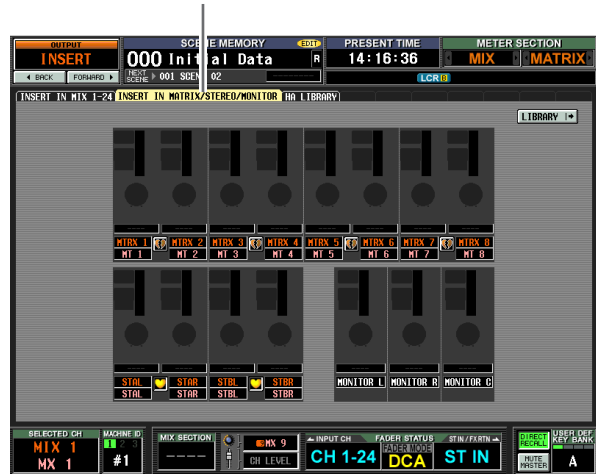 OUTPUT
INSERT
SCENE MEMORY
EDIT
000 Initial Data
R
PRESENT TIME
14:16:36
METER SECTION
MIX
MATRIX
BACK
FORWARD
NEXT SCENE
001 SCEN 02
LCR
INSERT IN MIX 1-24
INSERT IN MATRIX/STEREO/MONITOR
HA LIBRARY
LIBRARY
MTRX 1
MTRX 2
MTRX 3
MTRX 4
MTRX 5
MTRX 6
MTRX 7
MTRX 8
MT 1
MT 2
MT 3
MT 4
MT 5
MT 6
MT 7
MT 8
STAL
STAR
STBL
STBR
MONITOR L
MONITOR R
MONITOR C
STAL
STAR
STBL
STBR
SELECTED CH
MIX 1
MX 1
MACHINE ID
1 2 3
#1
MIX SECTION
MX 9
CH LEVEL
INPUT CH
CH 1-24
FADER STATUS
FADER MODE
DCA
ST IN/FXRTN
ST IN
DIRECT RECALL
MUTE MASTER
USER DEF KEY BANK
A